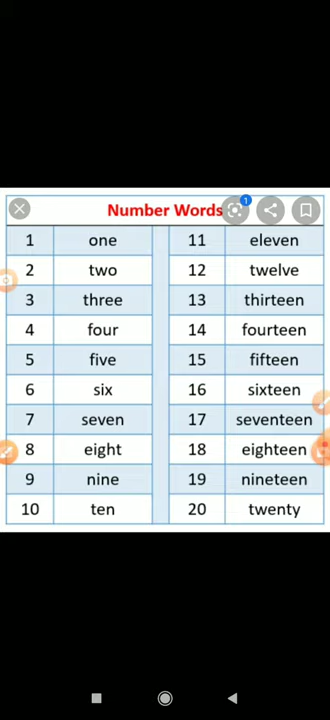 1
Number Words
1 one 11 eleven
2 two 12 twelve
3 three 13 thirteen
4 four 14 fourteen
5 five 15 fifteen
6 six 16 sixteen
7 seven 17 seventeen
8 eight 18 eighteen
9 nine 19 nineteen
10 ten 20 twenty